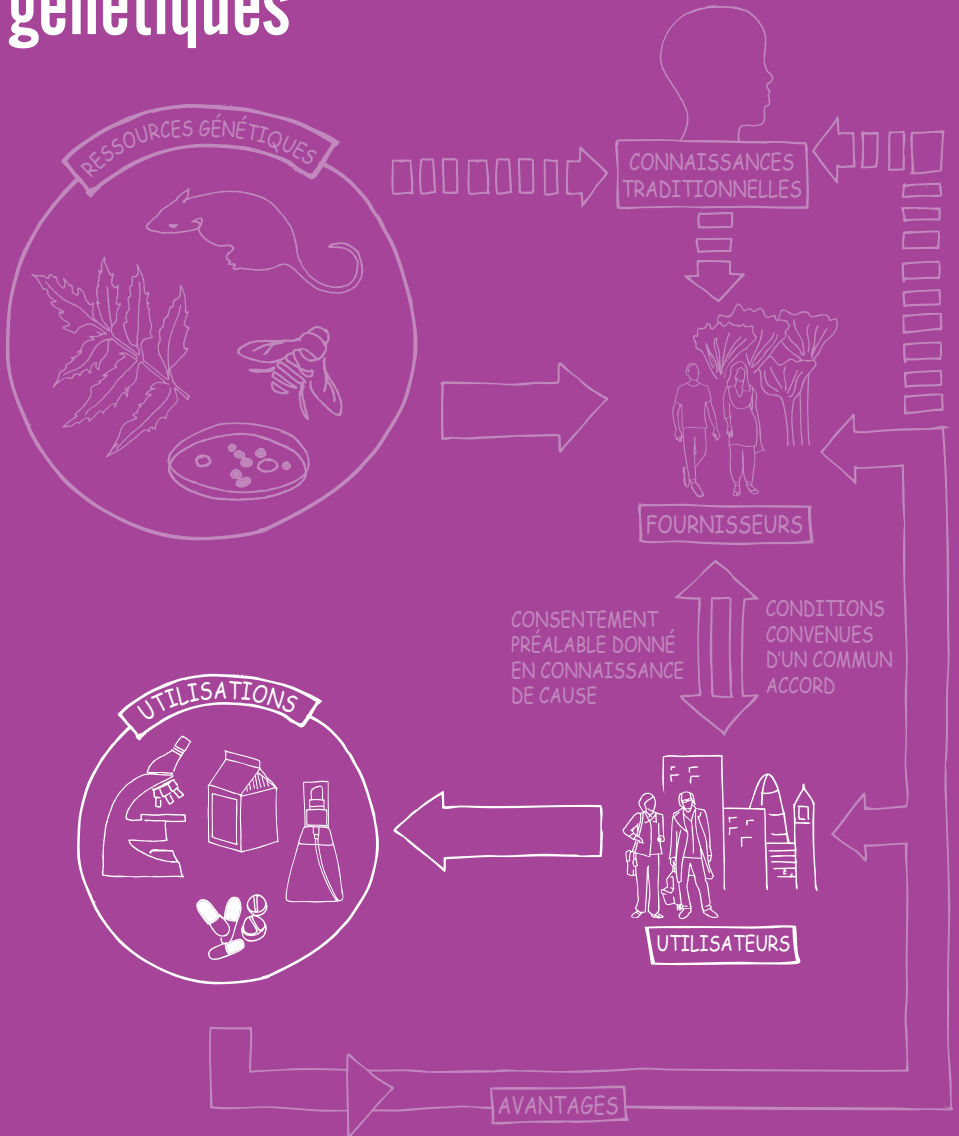 génétiques
RESSOURCES GÉNÉTIQUES
CONNAISSANCES
TRADITIONNELLES
FOURNISSEURS
CONSENTEMENT
PRÉALABLE DONNÉ
EN CONNAISSANCE
DE CAUSE
CONDITIONS
CONVENUES
D'UN COMMUN
ACCORD
UTILISATIONS
UTILISATEURS
AVANTAGES